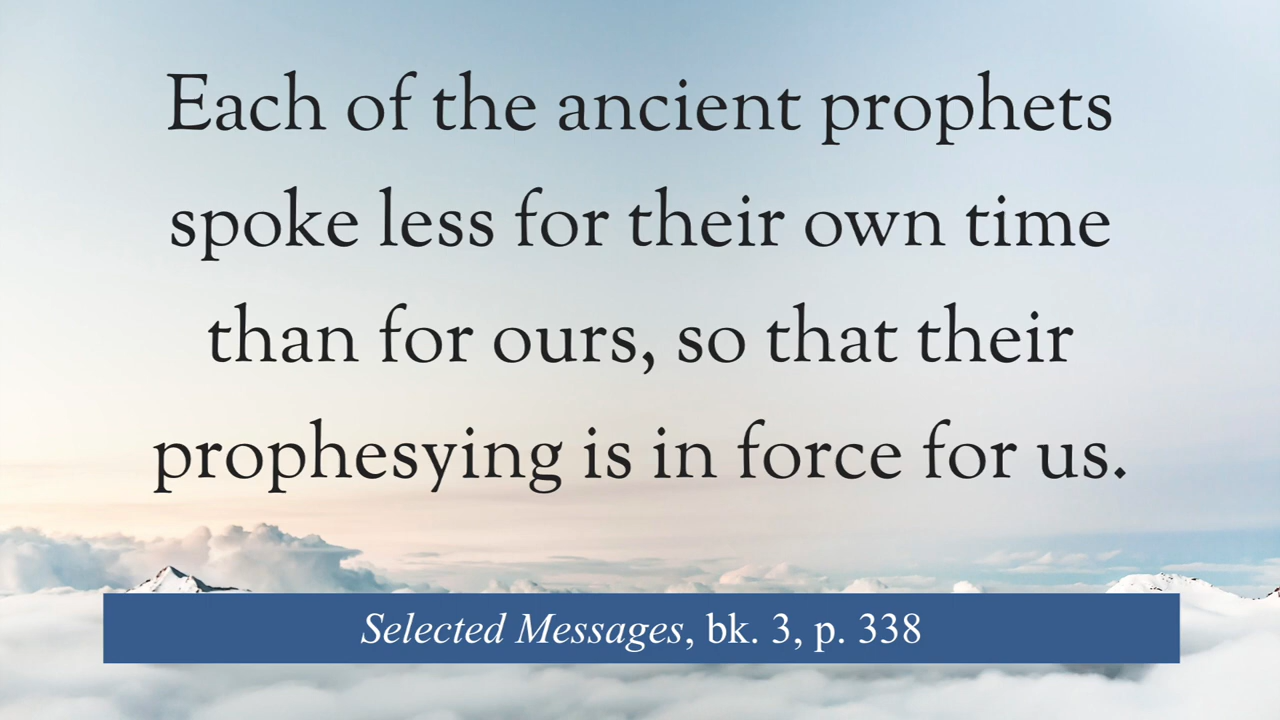 Each of the ancient prophets
spoke less for their own time
than for ours, so that their
prophesying is in force for us.
Selected Messages, bk. 3, p. 338